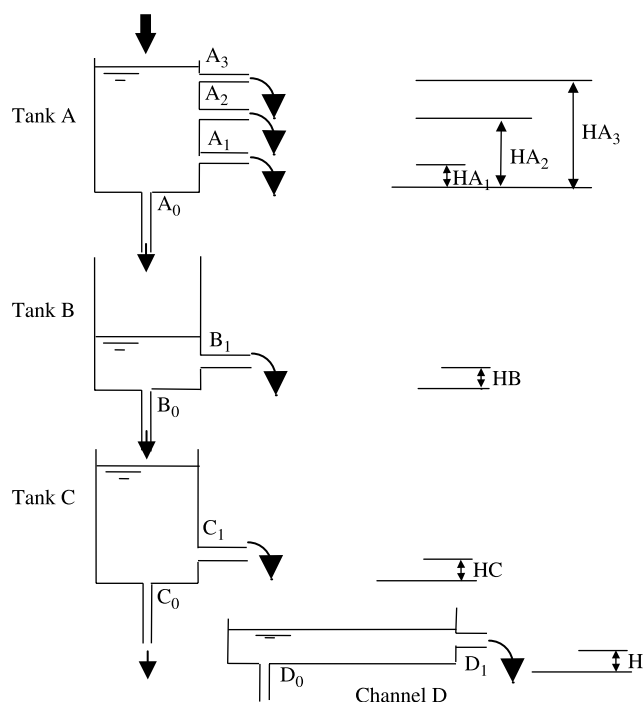 A₃
A₂
Tank A
A₁
HA₃
HA₂
HA₁
A₀
Tank B
B₁
HB
B₀
Tank C
C₁
HC
C₀
H
D₀
D₁
Channel D